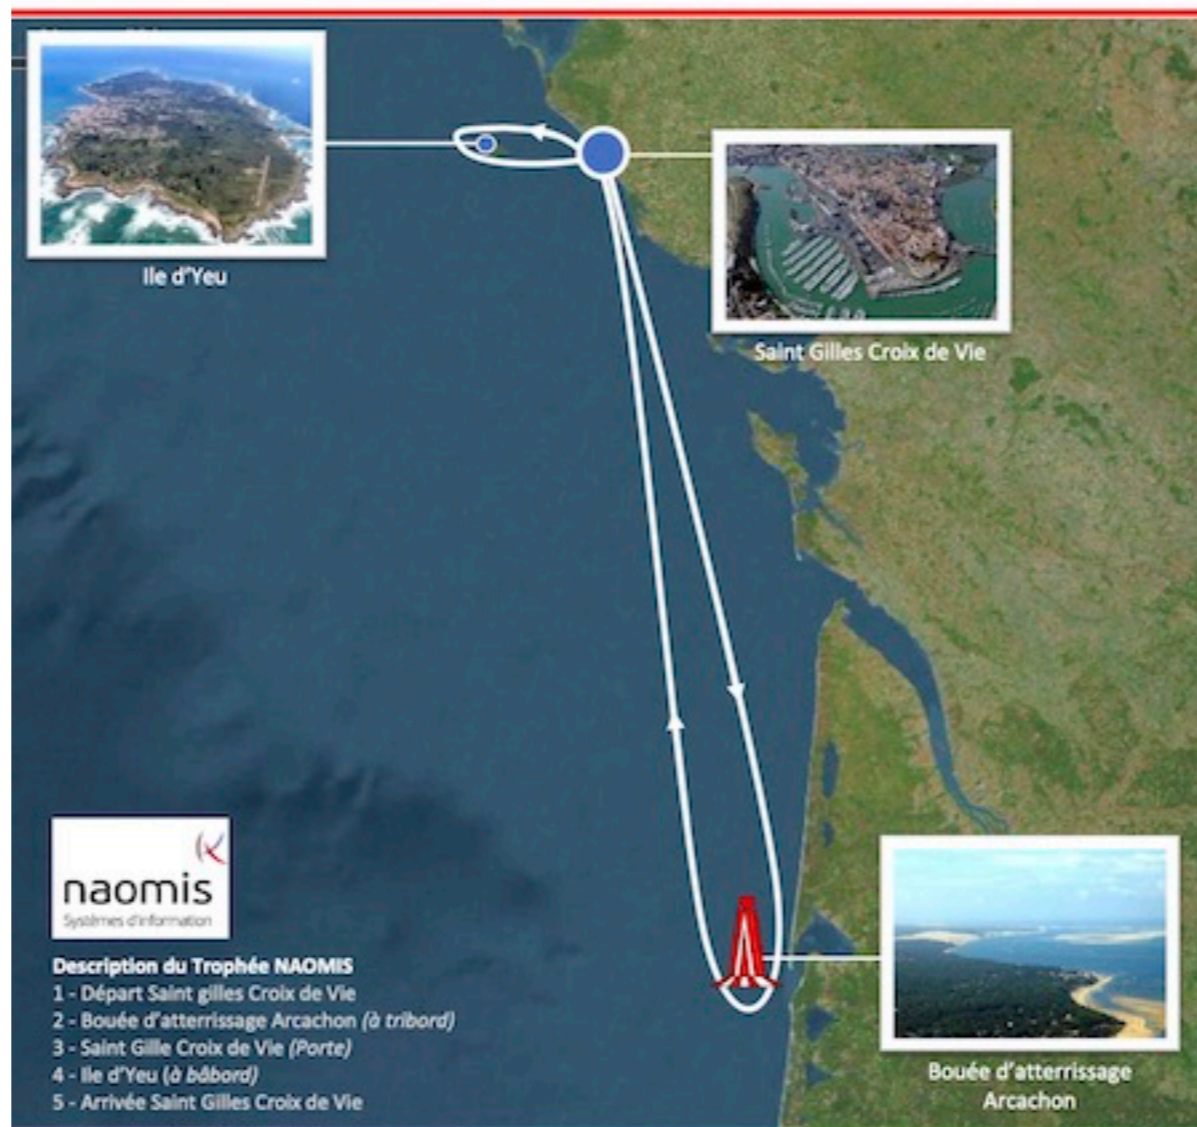 Ile d'Yeu
Saint Gilles Croix de Vie
naomis
Systèmes d'information
Description du Trophée NAOMIS
1 - Départ Saint gilles Croix de Vie
2 - Bouée d'atterrissage Arcachon (à tribord)
3 - Saint Gille Croix de Vie (Porte)
4 - Ile d'Yeu (à bâbord)
5 - Arrivée Saint Gilles Croix de Vie
Bouée d'atterrissage
Arcachon